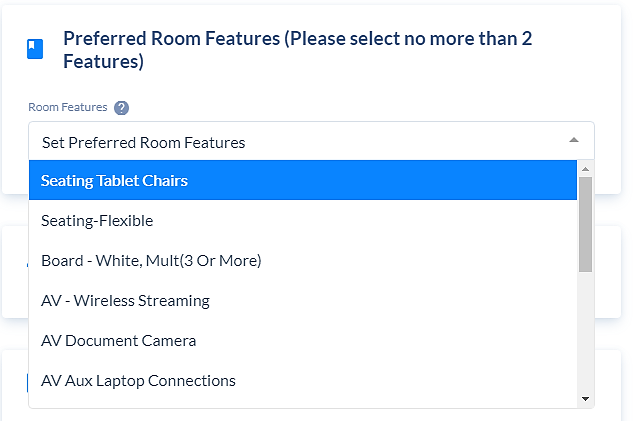 Preferred Room Features (Please select no more than 2
Features)
Room Features ?
Set Preferred Room Features
Seating Tablet Chairs
Seating-Flexible
Board - White, Mult(3 Or More)
AV - Wireless Streaming
AV Document Camera
AV Aux Laptop Connections